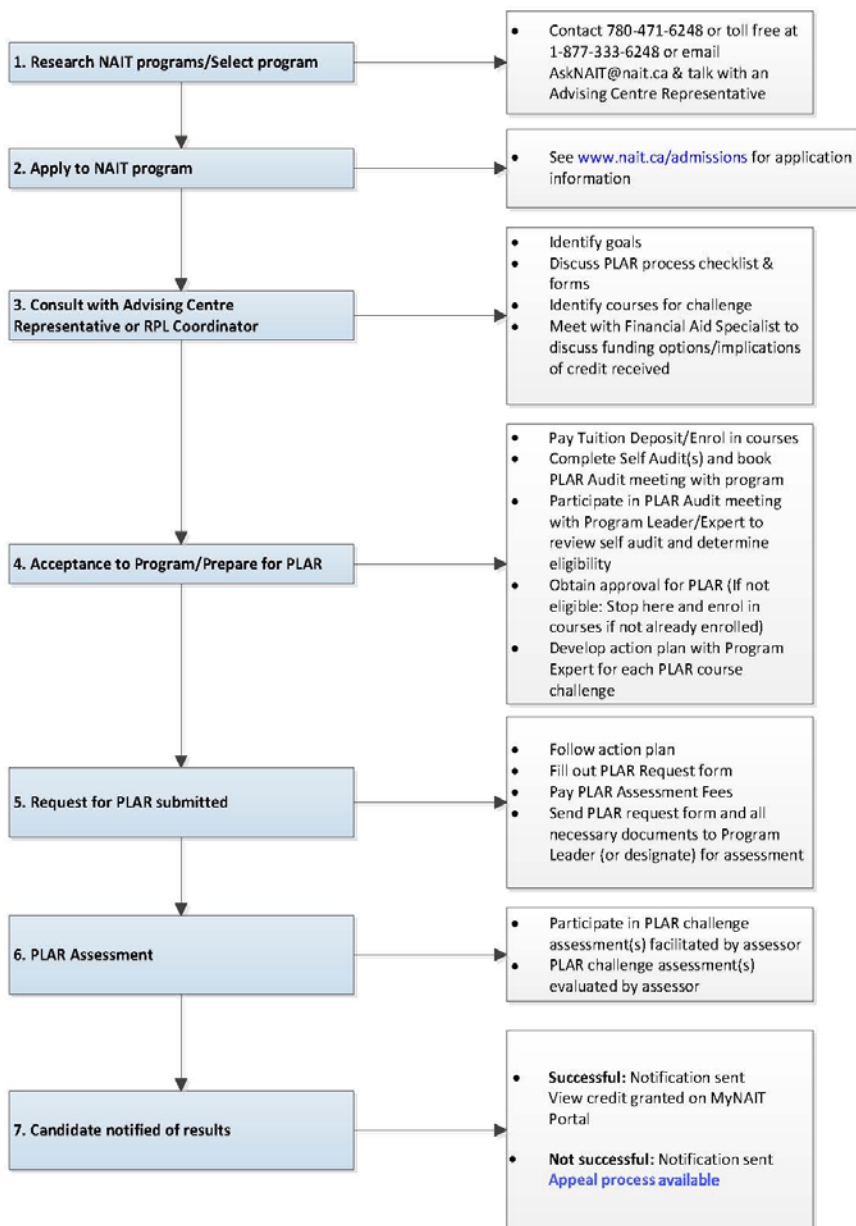 1. Research NAIT programs/Select program
• Contact 780-471-6248 or toll free at
1-877-333-6248 or email
AskNAIT@nait.ca & talk with an
Advising Centre Representative
2. Apply to NAIT program
• See www.nait.ca/admissions for application
information
3. Consult with Advising Centre
Representative or RPL Coordinator
• Identify goals
• Discuss PLAR process checklist &
forms
• Identify courses for challenge
• Meet with Financial Aid Specialist to
discuss funding options/implications
of credit received
4. Acceptance to Program/Prepare for PLAR
• Pay Tuition Deposit/Enrol in courses
• Complete Self Audit(s) and book
PLAR Audit meeting with program
• Participate in PLAR Audit meeting
with Program Leader/Expert to
review self audit and determine
eligibility
• Obtain approval for PLAR (If not
eligible: Stop here and enrol in
courses if not already enrolled)
• Develop action plan with Program
Expert for each PLAR course
challenge
5. Request for PLAR submitted
• Follow action plan
• Fill out PLAR Request form
• Pay PLAR Assessment Fees
• Send PLAR request form and all
necessary documents to Program
Leader (or designate) for assessment
6. PLAR Assessment
• Participate in PLAR challenge
assessment(s) facilitated by assessor
• PLAR challenge assessment(s)
evaluated by assessor
7. Candidate notified of results
• Successful: Notification sent
View credit granted on MyNAIT
Portal
• Not successful: Notification sent
Appeal process available